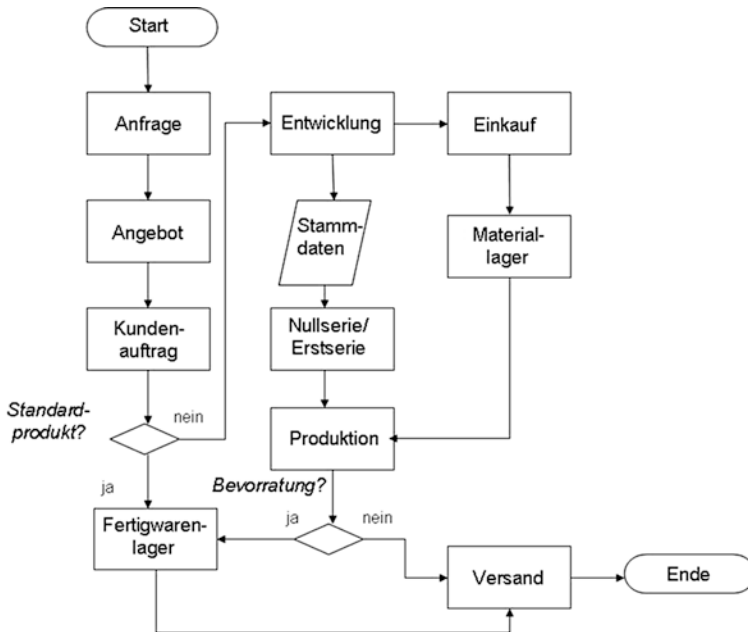 Start
Anfrage
Angebot
Kunden-
auftrag
Standard-
produkt?
nein
ja
Fertigwaren-
lager
Entwicklung
Stamm-
daten
Nullserie/
Erstserie
Produktion
Bevorratung?
ja
nein
Einkauf
Material-
lager
Versand
Ende